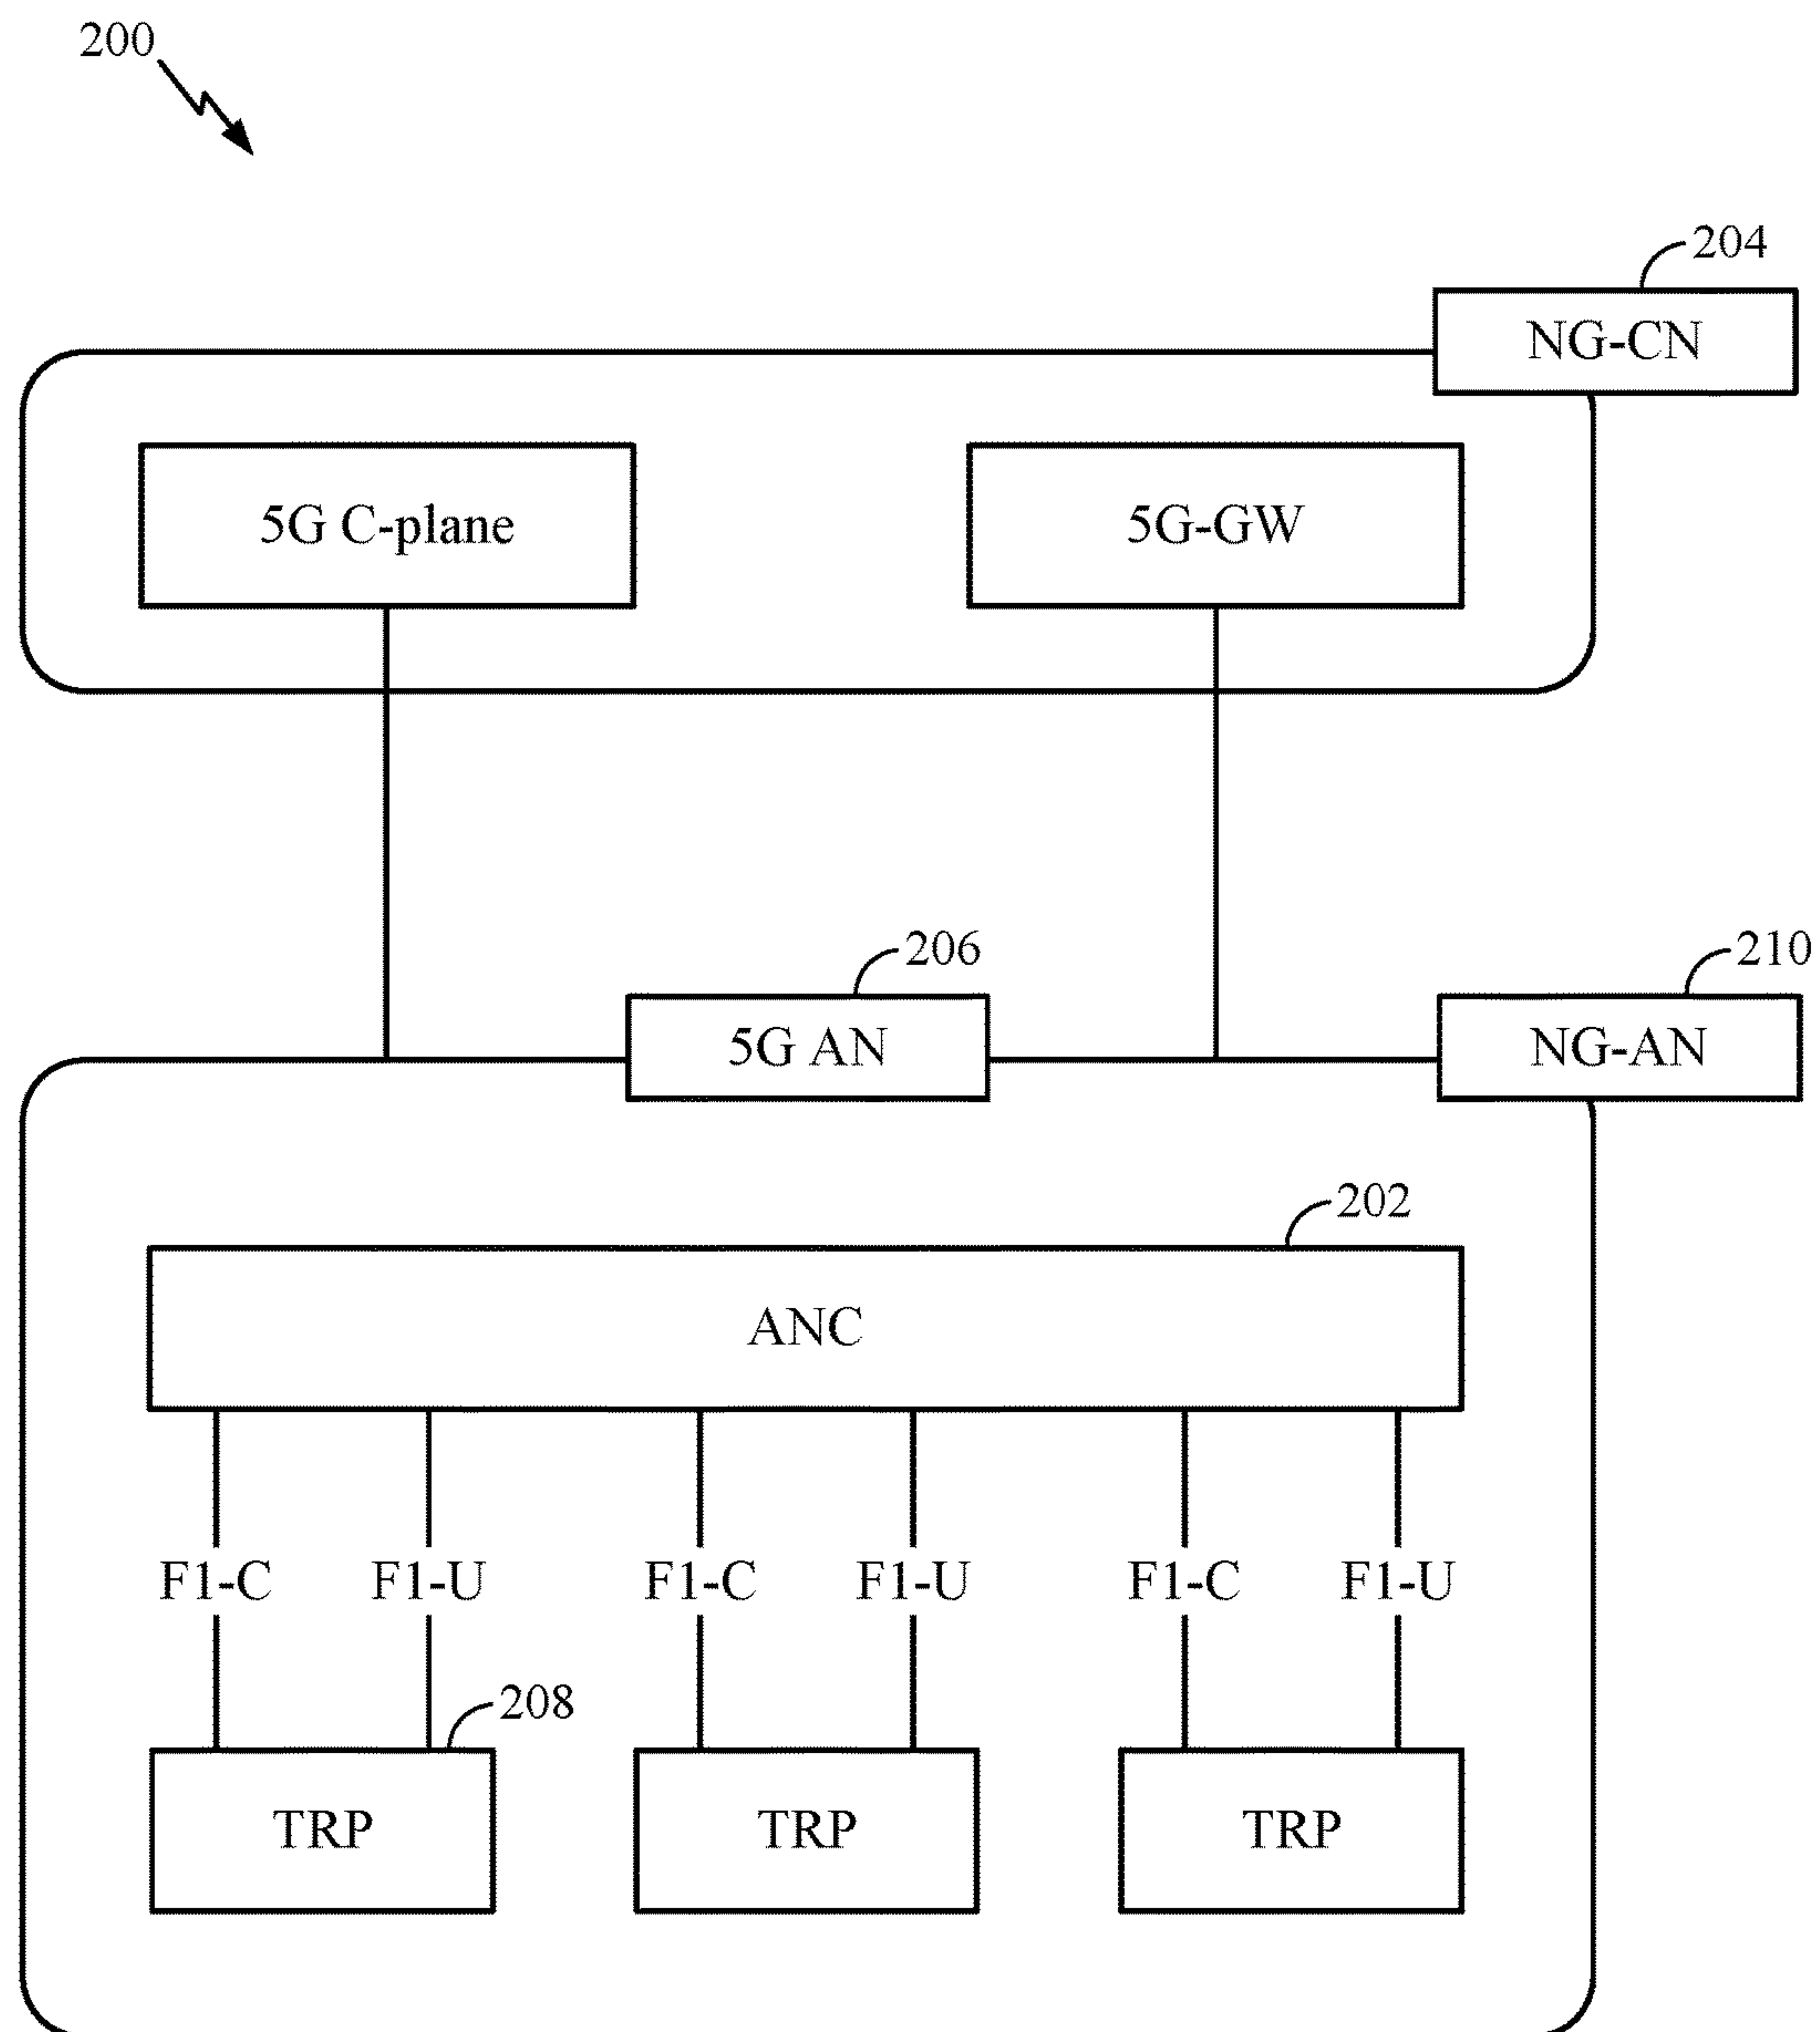 200
204
NG-CN
5G C-plane
5G-GW
206
210
5G AN
NG-AN
202
ANC
F1-C
F1-U
F1-C
F1-U
F1-C
F1-U
208
TRP
TRP
TRP